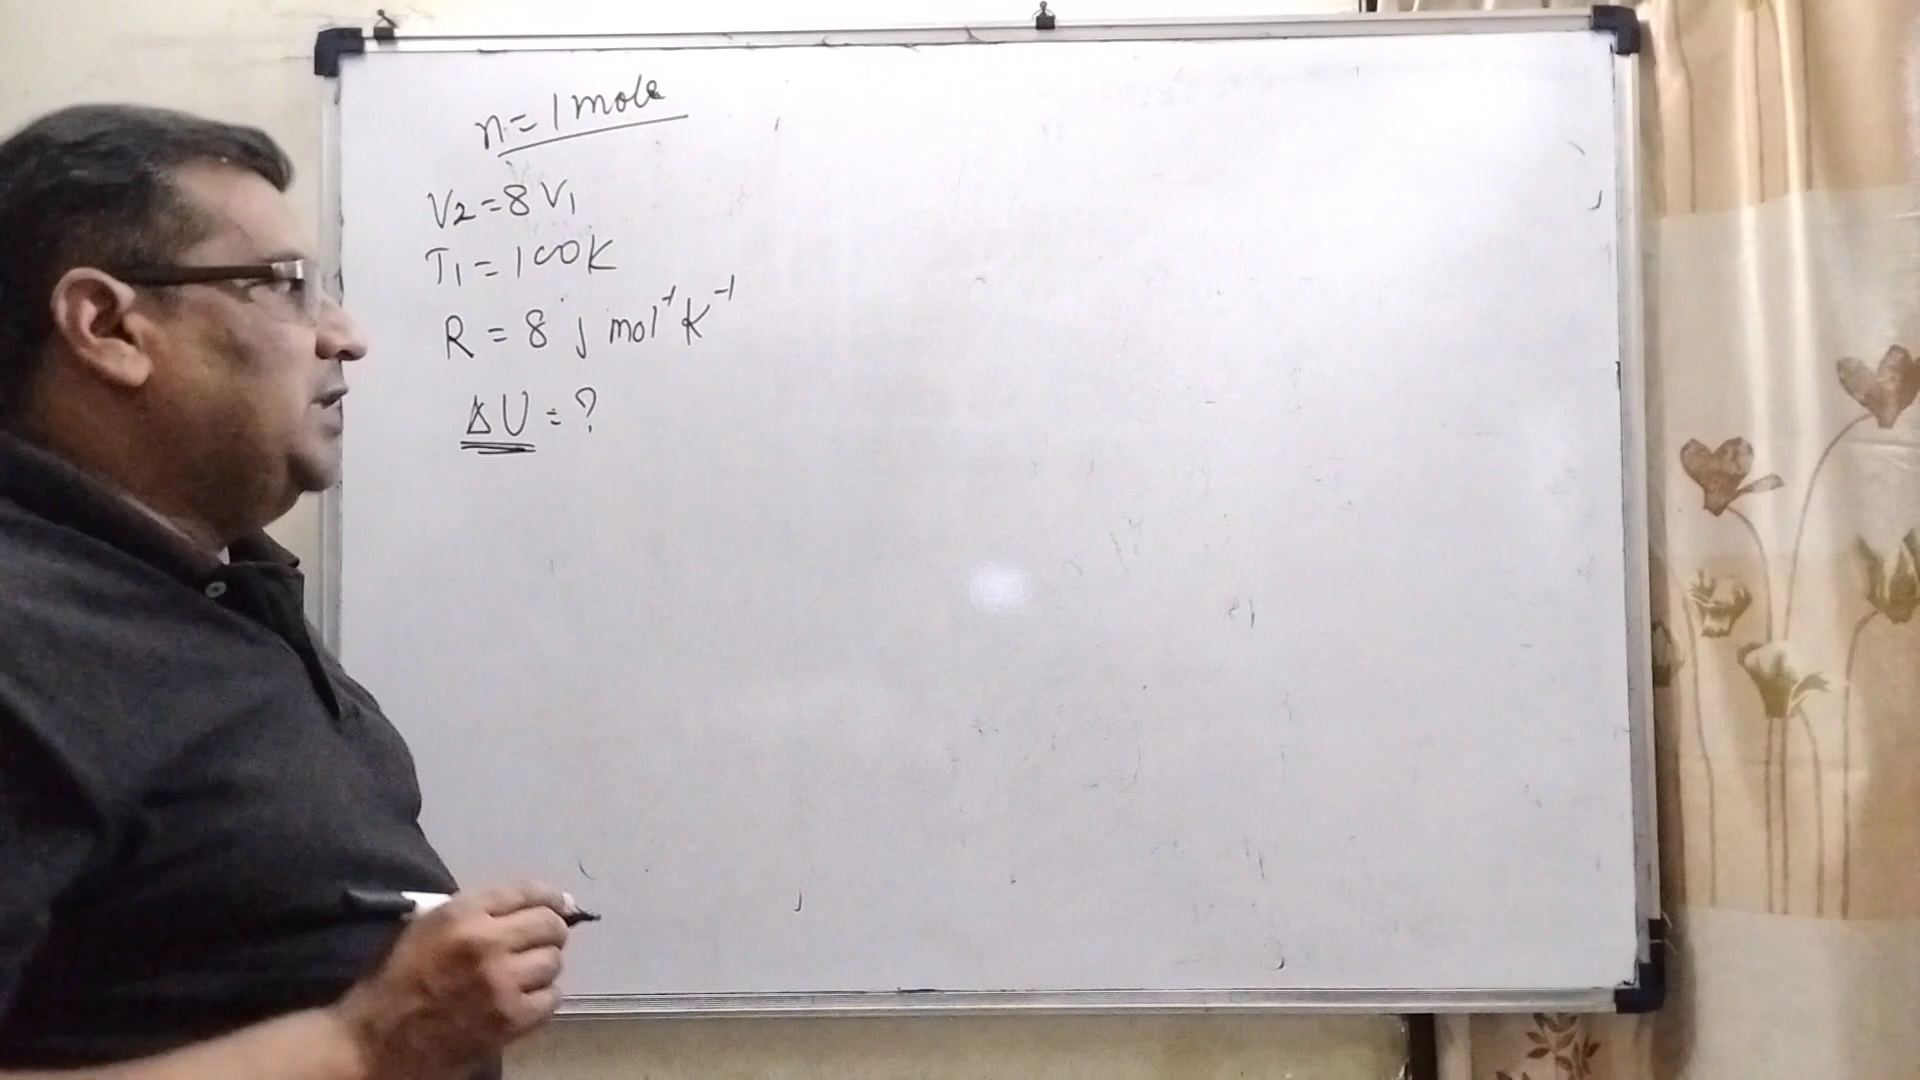 n = 1 mole
V2 = 8 V1
T1 = 100K
R = 8 j mol⁻¹ K⁻¹
ΔU = ?